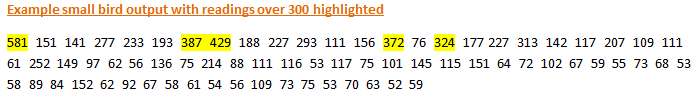 Example small bird output with readings over 300 highlighted
581 151 141 277 233 193 387 429 188 227 293 111 156 372 76 324 177 227 313 142 117 207 109 111
61 252 149 97 62 56 136 75 214 88 111 116 53 117 75 101 145 115 151 64 72 102 67 59 55 73 68 53
58 89 84 152 62 92 67 58 61 54 56 109 73 75 53 70 63 52 59